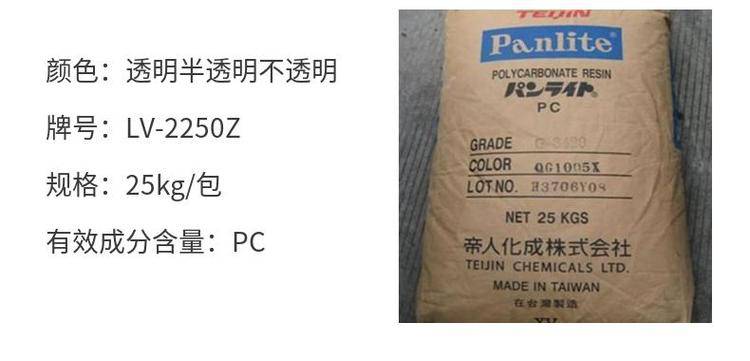 颜色：透明半透明不透明
牌号：LV-2250Z
规格：25kg/包
有效成分含量：PC
TEIJIN
Panlite®
POLYCARBONATE RESIN
パンライト®
PC
GRADE
COLOR QG1005X
LOT NO. H3706Y08
NET 25 KGS
帝人化成株式会社
TEIJIN CHEMICALS LTD.
MADE IN TAIWAN
在台灣製造